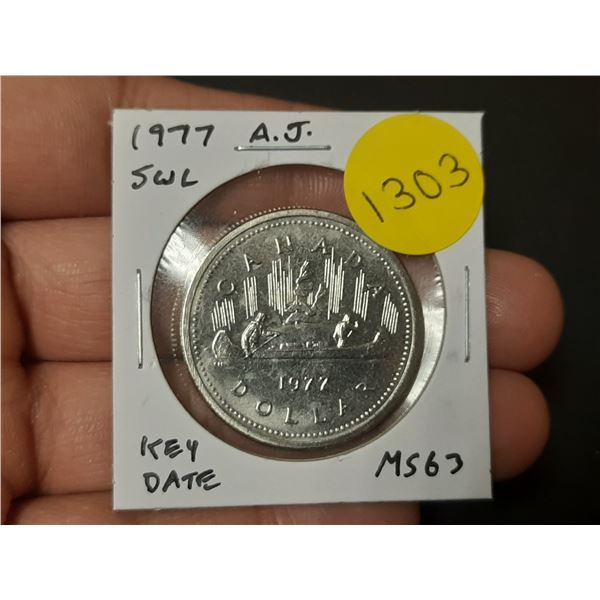 1977 A.J.
SWL
1303
CANADA
1977
DOLLAR
KEY
DATE
MS63